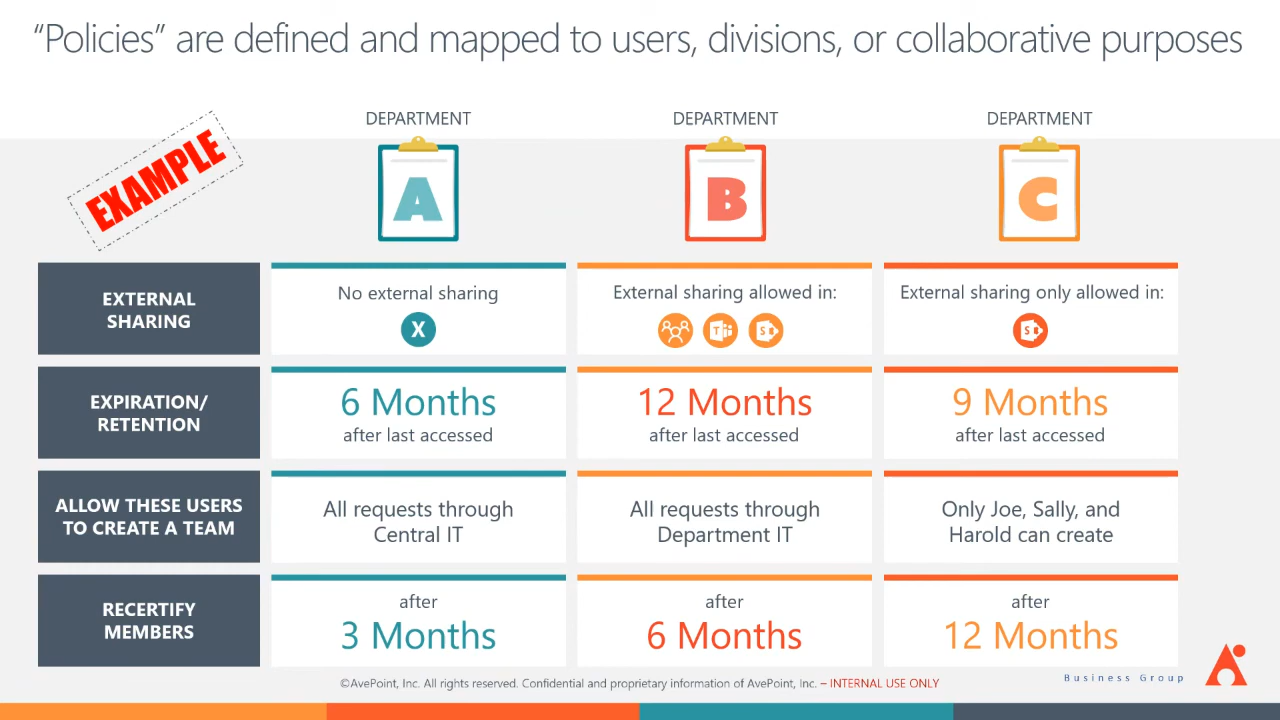 “Policies” are defined and mapped to users, divisions, or collaborative purposes
EXAMPLE
DEPARTMENT
A
DEPARTMENT
B
DEPARTMENT
C
EXTERNAL
SHARING
No external sharing
X
External sharing allowed in:
T
S
External sharing only allowed in:
S
EXPIRATION/
RETENTION
6 Months
after last accessed
12 Months
after last accessed
9 Months
after last accessed
ALLOW THESE USERS
TO CREATE A TEAM
All requests through
Central IT
All requests through
Department IT
Only Joe, Sally, and
Harold can create
RECERTIFY
MEMBERS
after
3 Months
after
6 Months
after
12 Months
©AvePoint, Inc. All rights reserved. Confidential and proprietary information of AvePoint, Inc. – INTERNAL USE ONLY
Business Group